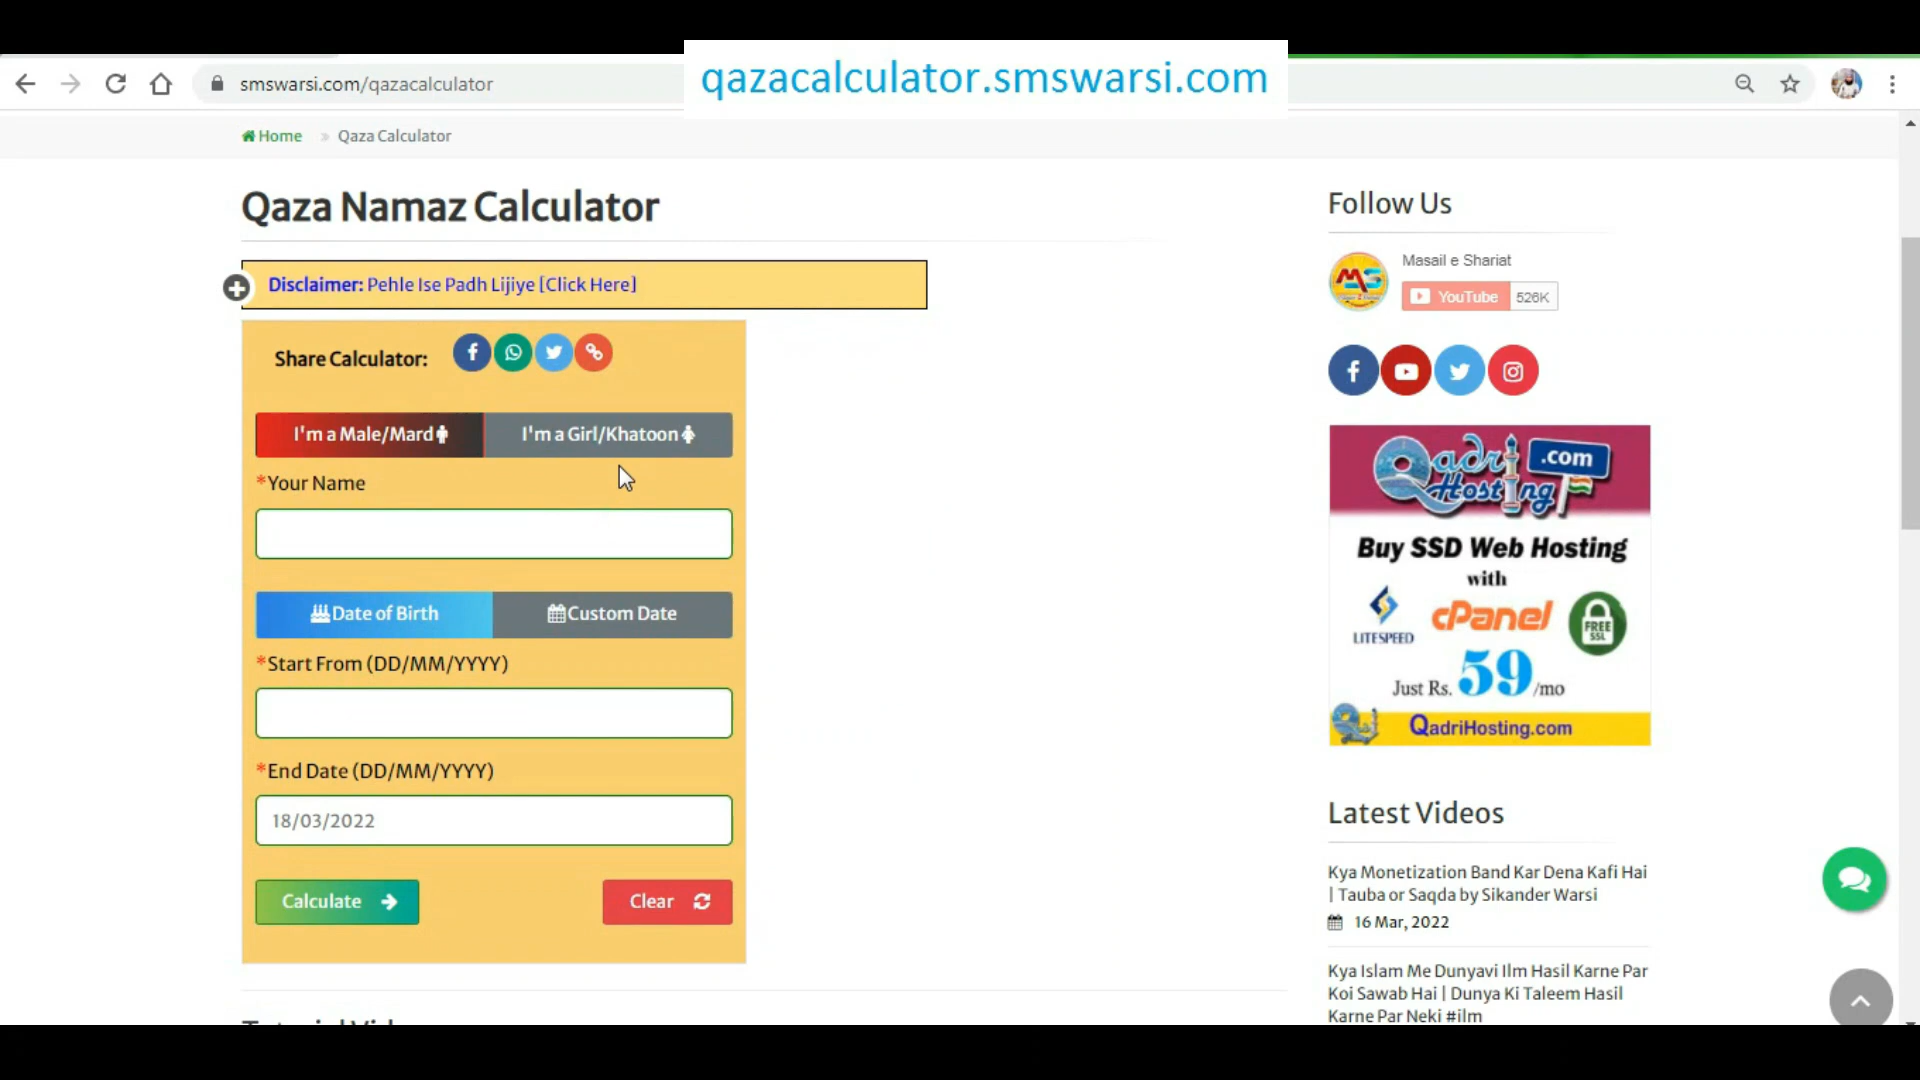 qazacalculator.smswarsi.com
smswarsi.com/qazacalculator
Home » Qaza Calculator
Qaza Namaz Calculator
Disclaimer: Pehle Ise Padh Lijiye [Click Here]
Share Calculator:
I'm a Male/Mard
I'm a Girl/Khatoon
*Your Name
Date of Birth
Custom Date
*Start From (DD/MM/YYYY)
*End Date (DD/MM/YYYY)
18/03/2022
Calculate
Clear
Follow Us
MS
Masail e Shariat
YouTube 526K
Qadri .com
Hosting
Buy SSD Web Hosting
with
LITESPEED
cPanel
FREE
SSL
Just Rs. 59 /mo
QadriHosting.com
Latest Videos
Kya Monetization Band Kar Dena Kafi Hai
| Tauba or Saqda by Sikander Warsi
16 Mar, 2022
Kya Islam Me Dunyavi Ilm Hasil Karne Par
Koi Sawab Hai | Dunya Ki Taleem Hasil
Karne Par Neki #ilm